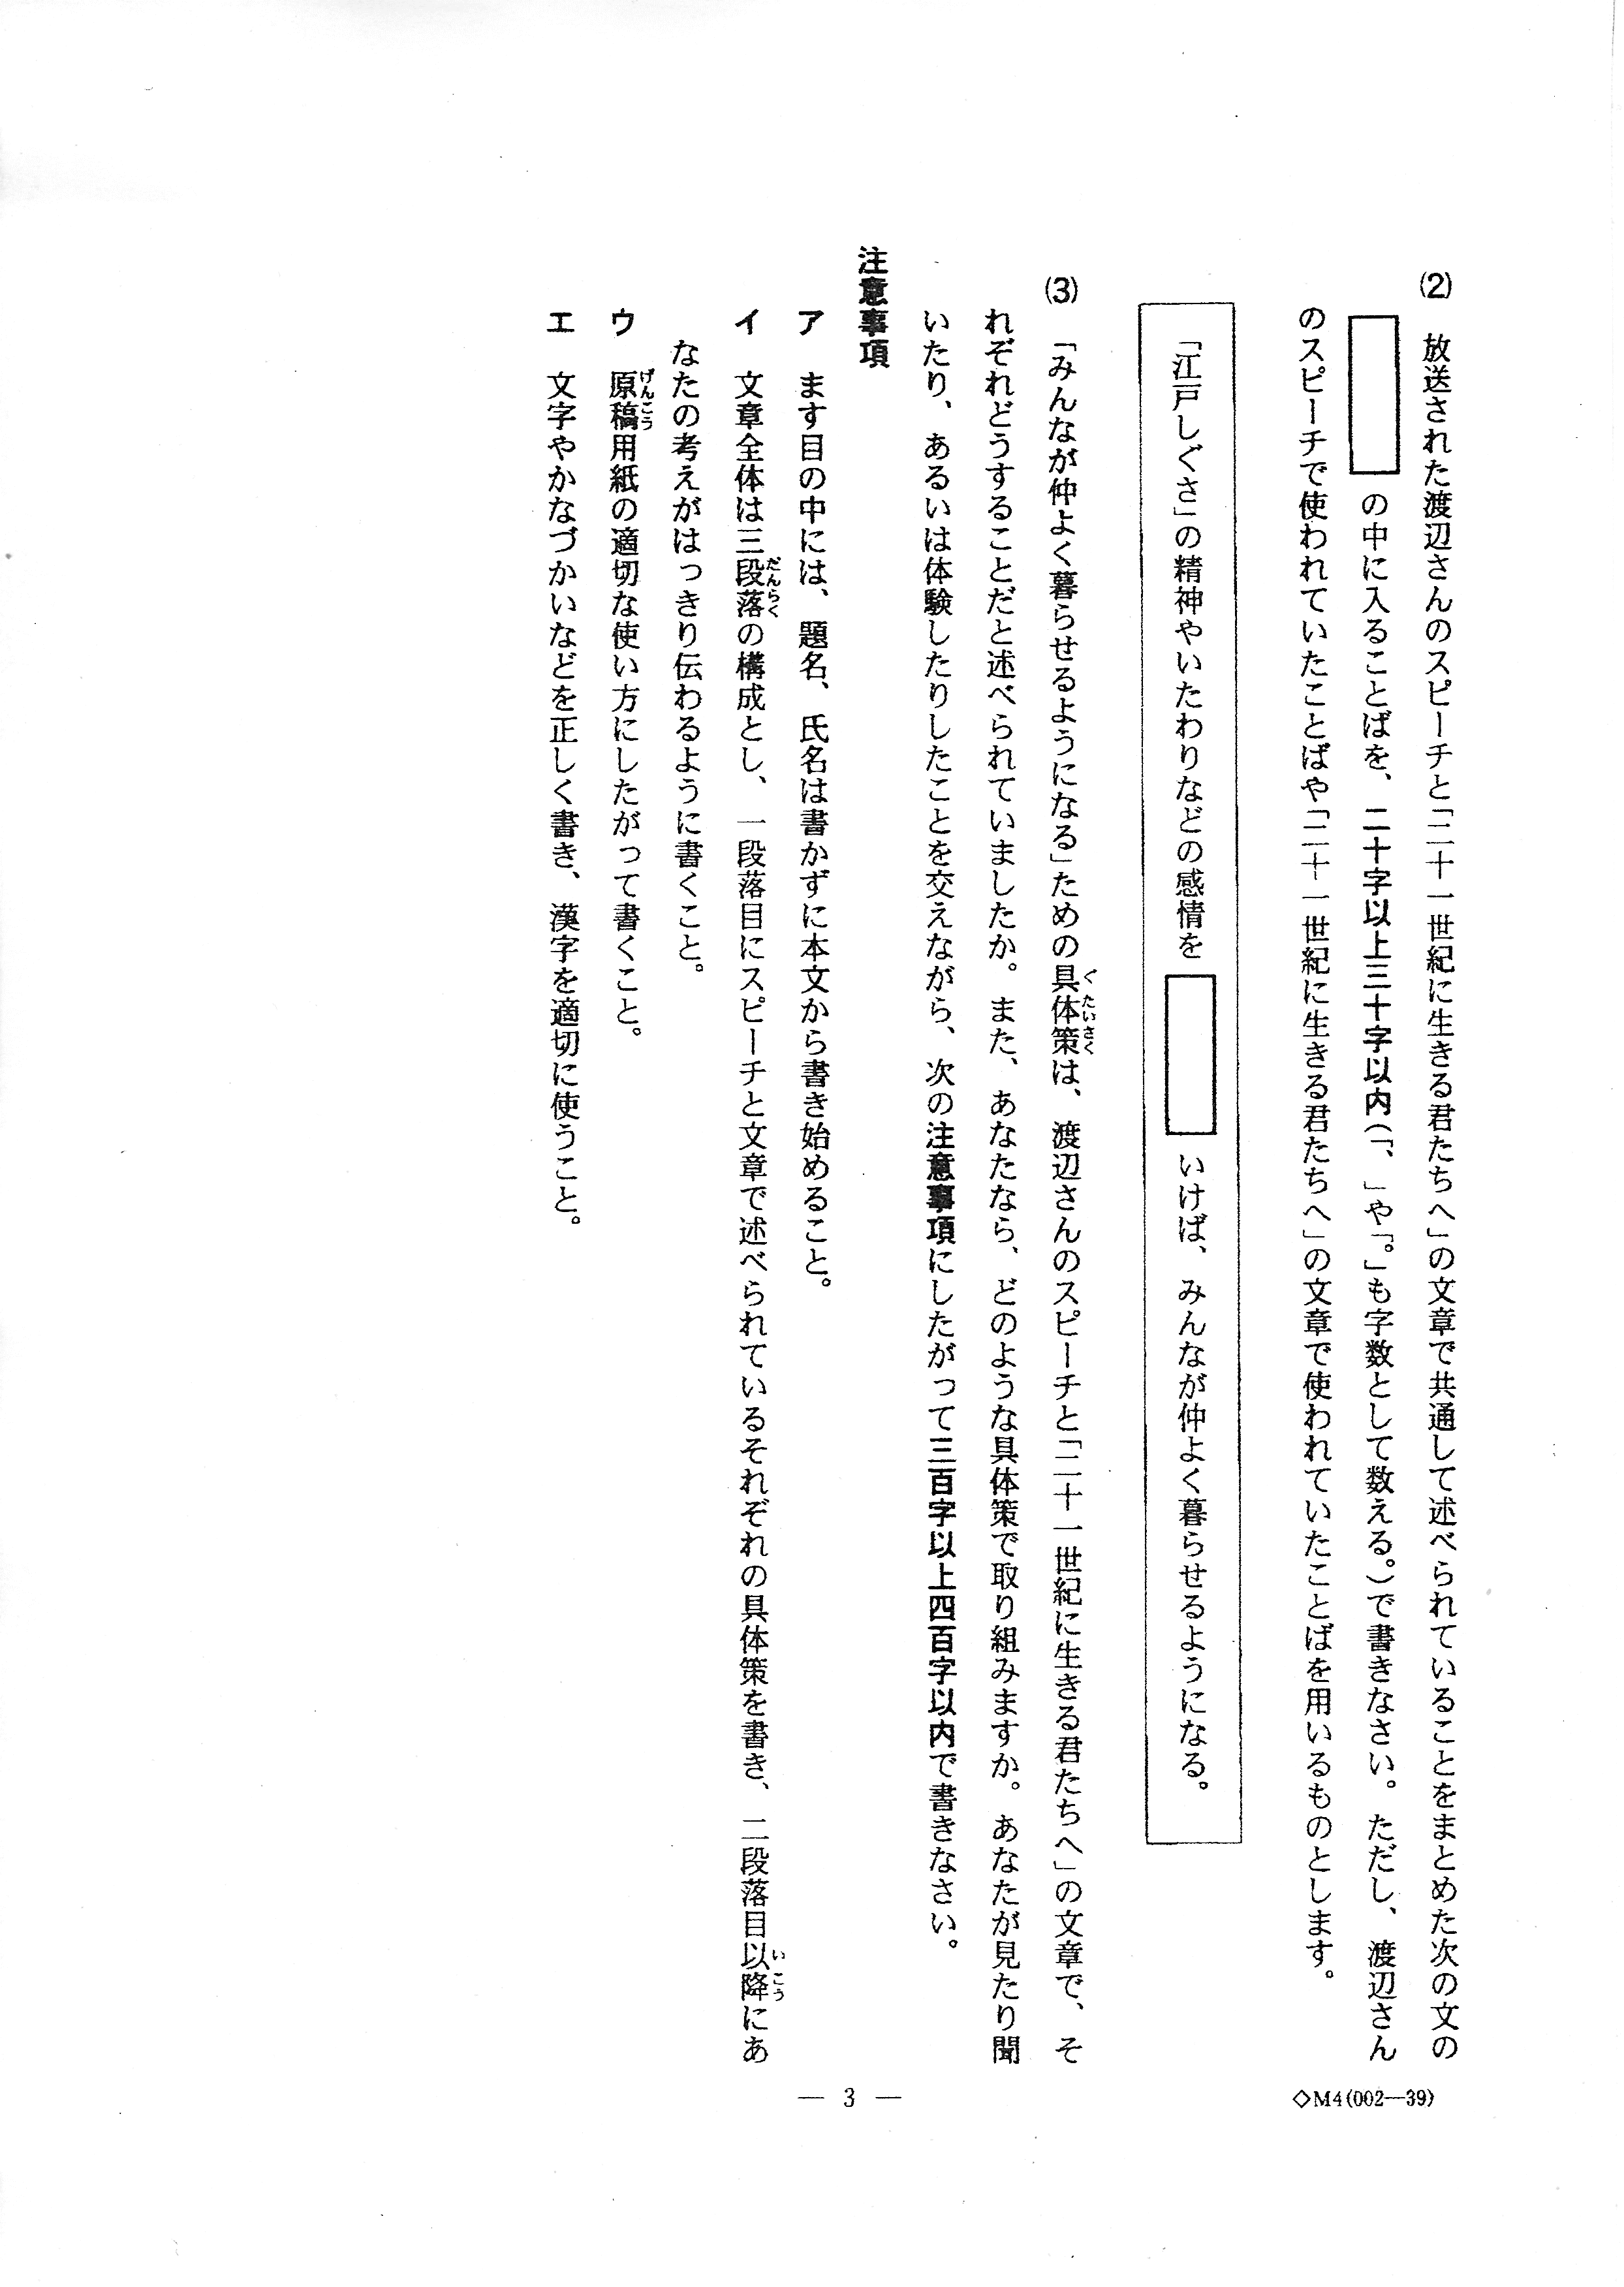 (2)　放送された渡辺さんのスピーチと「二十一世紀に生きる君たちへ」の文章で共通して述べられていることをまとめた次の文の
の中に入ることばを、二十字以上三十字以内（「、」や「。」も字数として数える。）で書きなさい。ただし、渡辺さん
のスピーチで使われていたことばや「二十一世紀に生きる君たちへ」の文章で使われていたことばを用いるものとします。
「江戸しぐさ」の精神やいたわりなどの感情を　　　いけば、みんなが仲よく暮らせるようになる。
(3)　「みんなが仲よく暮らせるようになる」ための具体策は、渡辺さんのスピーチと「二十一世紀に生きる君たちへ」の文章で、そ
れぞれどうすることだと述べられていましたか。また、あなたなら、どのような具体策で取り組みますか。あなたが見たり聞
いたり、あるいは体験したりしたことを交えながら、次の注意事項にしたがって三百字以上四百字以内で書きなさい。
注意事項
ア　ます目の中には、題名、氏名は書かずに本文から書き始めること。
イ　文章全体は三段落の構成とし、一段落目にスピーチと文章で述べられているそれぞれの具体策を書き、二段落目以降にあ
なたの考えがはっきり伝わるように書くこと。
ウ　原稿用紙の適切な使い方にしたがって書くこと。
エ　文字やかなづかいなどを正しく書き、漢字を適切に使うこと。
— 3 —
◇M4(002—39)